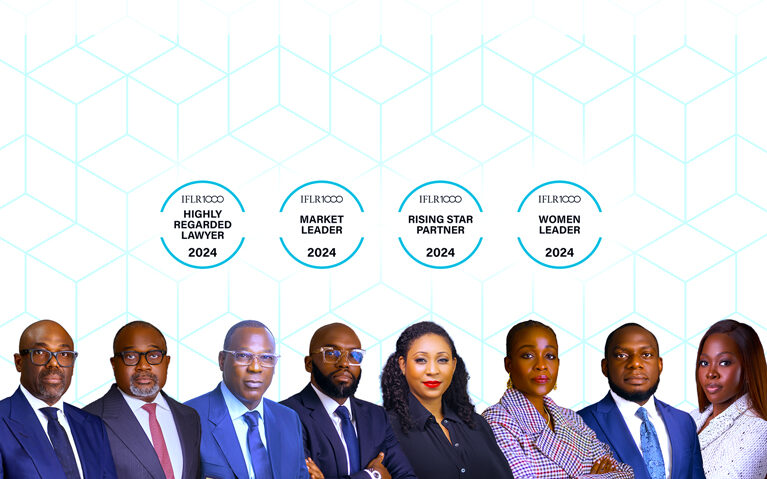 IFLR1000
HIGHLY
REGARDED
LAWYER
2024
IFLR1000
MARKET
LEADER
2024
IFLR1000
RISING STAR
PARTNER
2024
IFLR1000
WOMEN
LEADER
2024